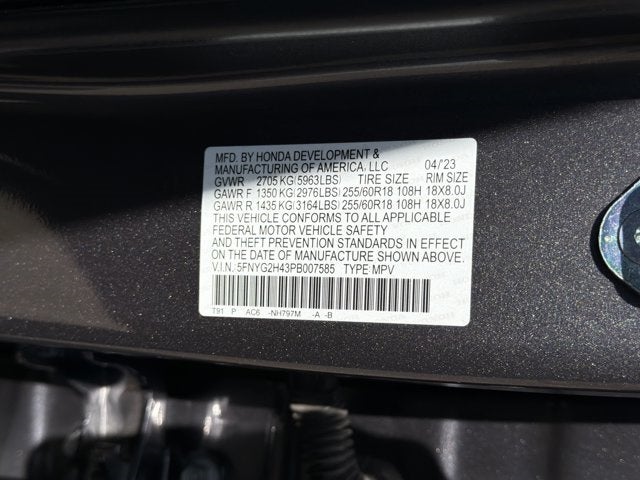 MFD. BY HONDA DEVELOPMENT &
MANUFACTURING OF AMERICA, LLC 04/'23
GVWR 2705 KG(5963LBS) TIRE SIZE RIM SIZE
GAWR F 1350 KG(2976LBS) 255/60R18 108H 18X8.0J
GAWR R 1435 KG(3164LBS) 255/60R18 108H 18X8.0J
THIS VEHICLE CONFORMS TO ALL APPLICABLE
FEDERAL MOTOR VEHICLE SAFETY
AND THEFT PREVENTION STANDARDS IN EFFECT
ON THE DATE OF MANUFACTURE SHOWN ABOVE.
V.I.N. 5FNYG2H43PB007585 TYPE: MPV
T91 P AC6 -NH797M -A -B